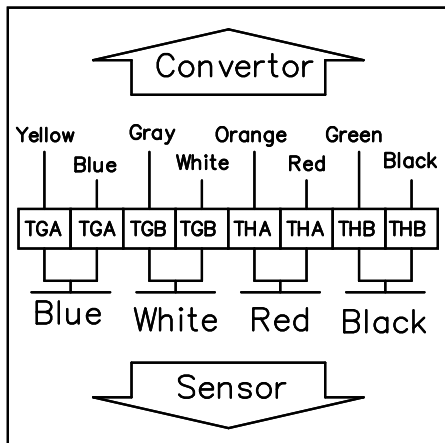 Convertor
Yellow Gray Orange Green
Blue White Red Black
TGA TGA TGB TGB THA THA THB THB
Blue White Red Black
Sensor